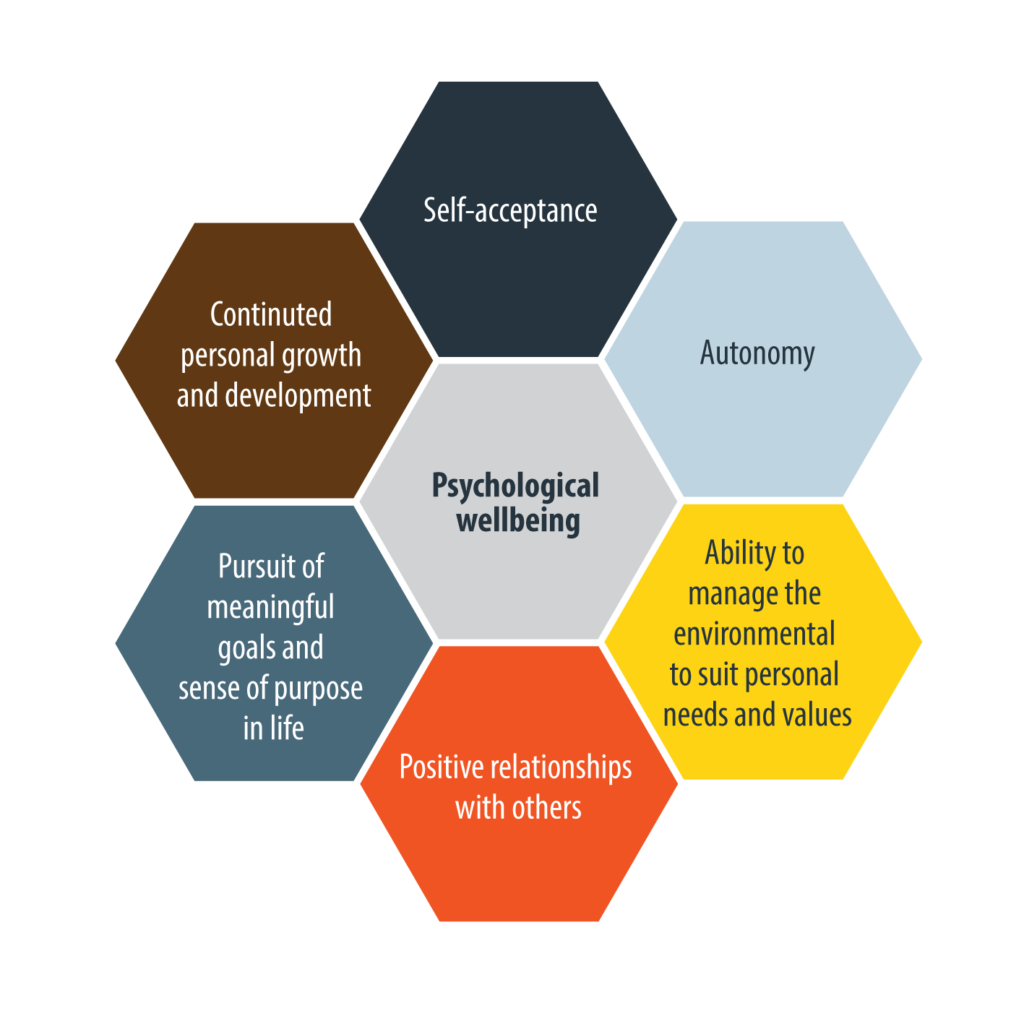 Self-acceptance
Continuted
personal growth
and development
Autonomy
Psychological
wellbeing
Pursuit of
meaningful
goals and
sense of purpose
in life
Ability to
manage the
environmental
to suit personal
needs and values
Positive relationships
with others